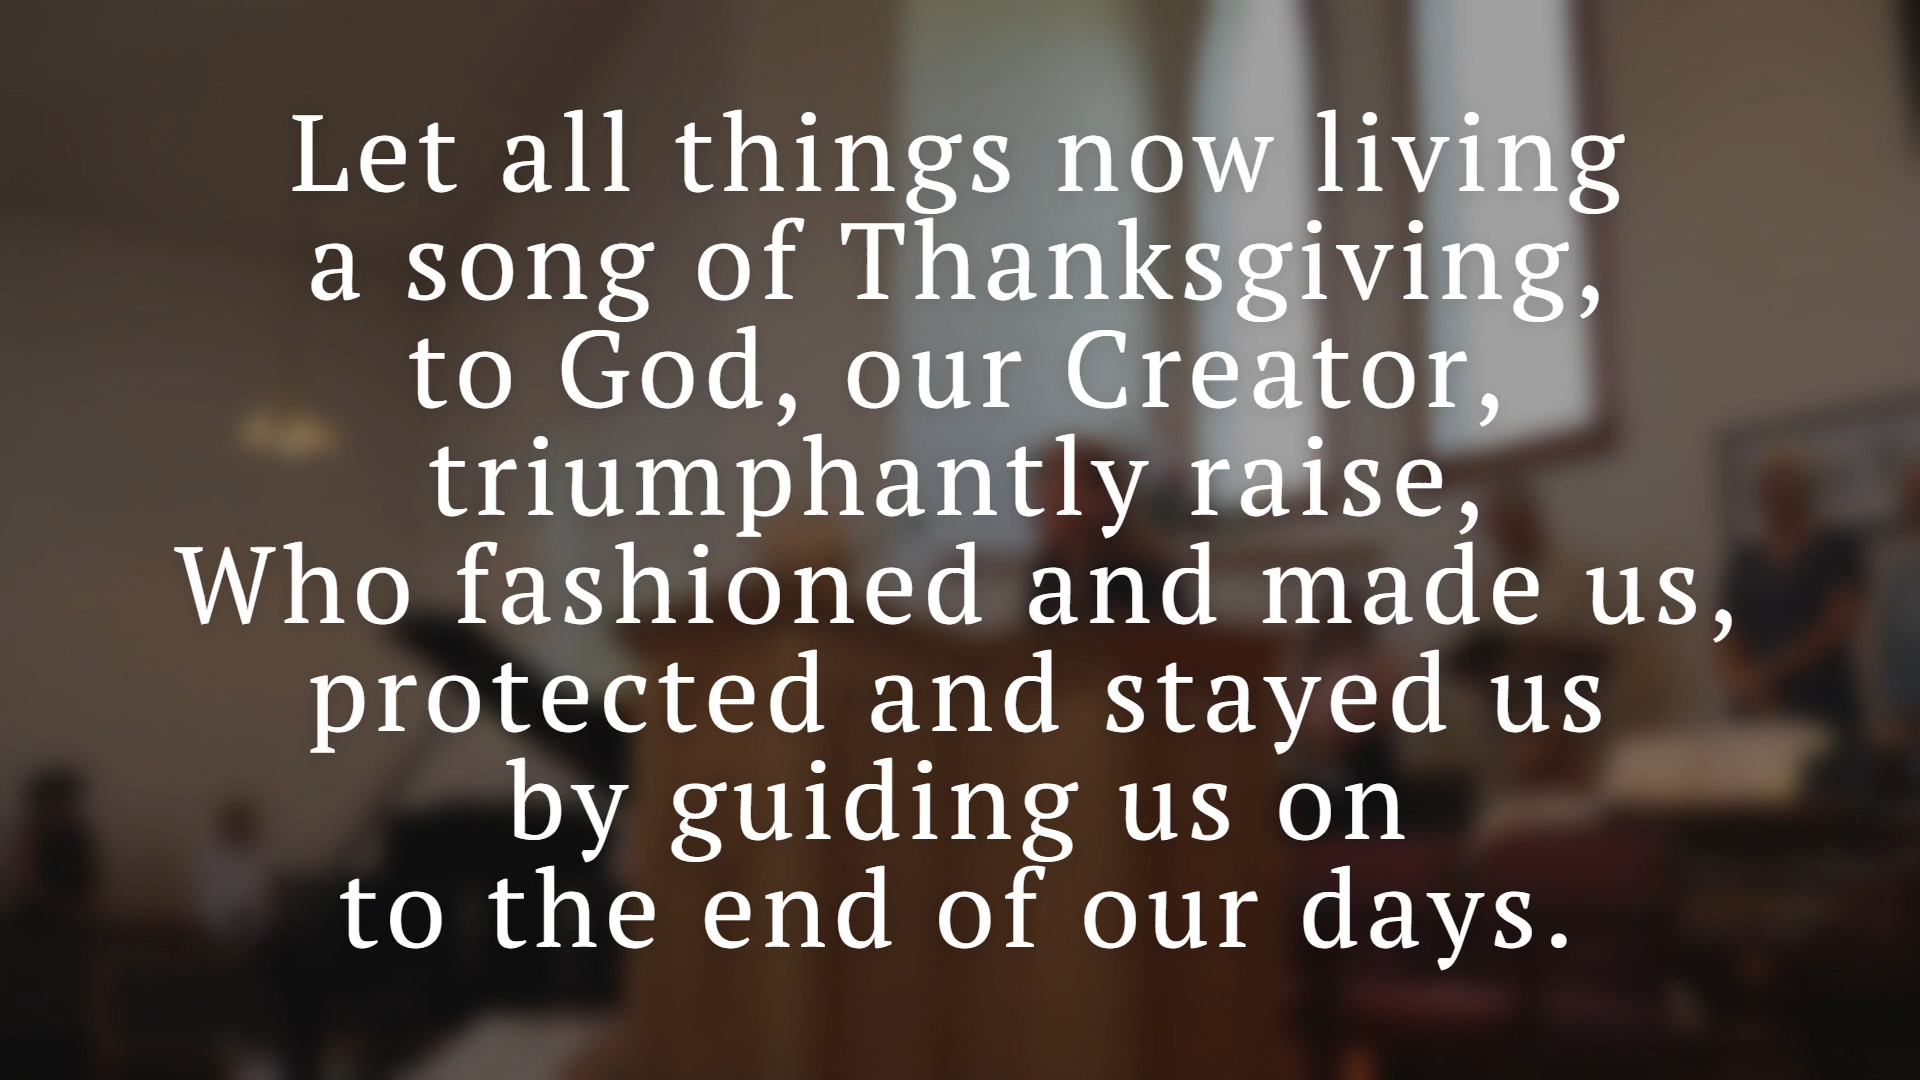 Let all things now living
a song of Thanksgiving,
to God, our Creator,
triumphantly raise,
Who fashioned and made us,
protected and stayed us
by guiding us on
to the end of our days.